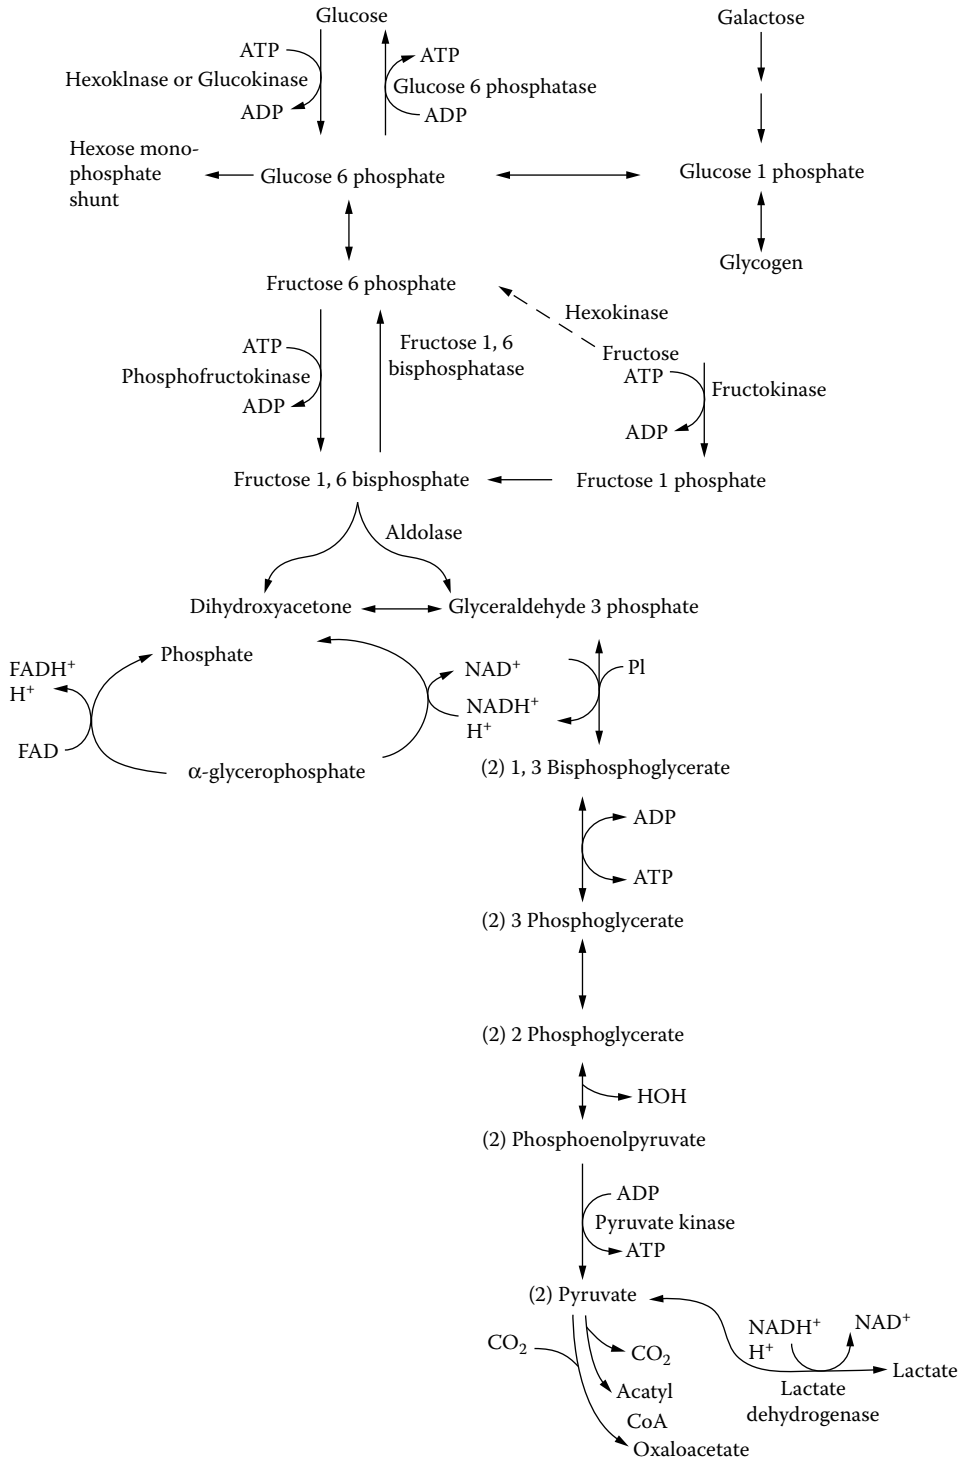 Glucose
Galactose
ATP
ATP
Hexoklnase or Glucokinase
Glucose 6 phosphatase
ADP
ADP
Hexose mono-
phosphate
shunt
Glucose 6 phosphate
Glucose 1 phosphate
Glycogen
Fructose 6 phosphate
Hexokinase
ATP
Phosphofructokinase
ADP
Fructose 1, 6
bisphosphatase
Fructose
ATP
Fructokinase
ADP
Fructose 1, 6 bisphosphate
Fructose 1 phosphate
Aldolase
Dihydroxyacetone
Glyceraldehyde 3 phosphate
Phosphate
FADH+
H+
FAD
NAD+
NADH+
H+
Pl
α-glycerophosphate
(2) 1, 3 Bisphosphoglycerate
ADP
ATP
(2) 3 Phosphoglycerate
(2) 2 Phosphoglycerate
HOH
(2) Phosphoenolpyruvate
ADP
Pyruvate kinase
ATP
(2) Pyruvate
CO2
CO2
Acatyl
CoA
Oxaloacetate
NADH+
H+
NAD+
Lactate
Lactate
dehydrogenase